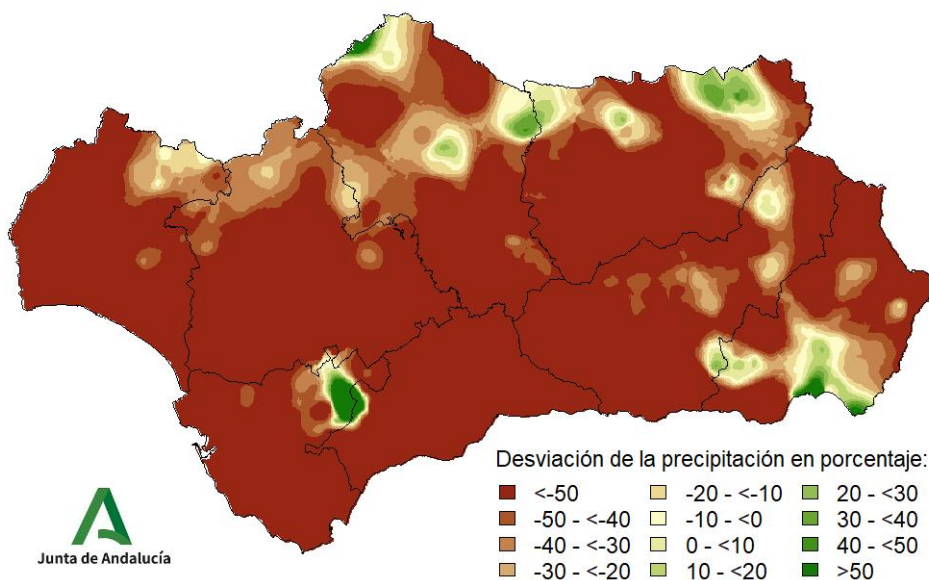 Desviación de la precipitación en porcentaje:
<-50 -20 - <-10 20 - <30
-50 - <-40 -10 - <0 30 - <40
-40 - <-30 0 - <10 40 - <50
-30 - <-20 10 - <20 >50
Junta de Andalucía